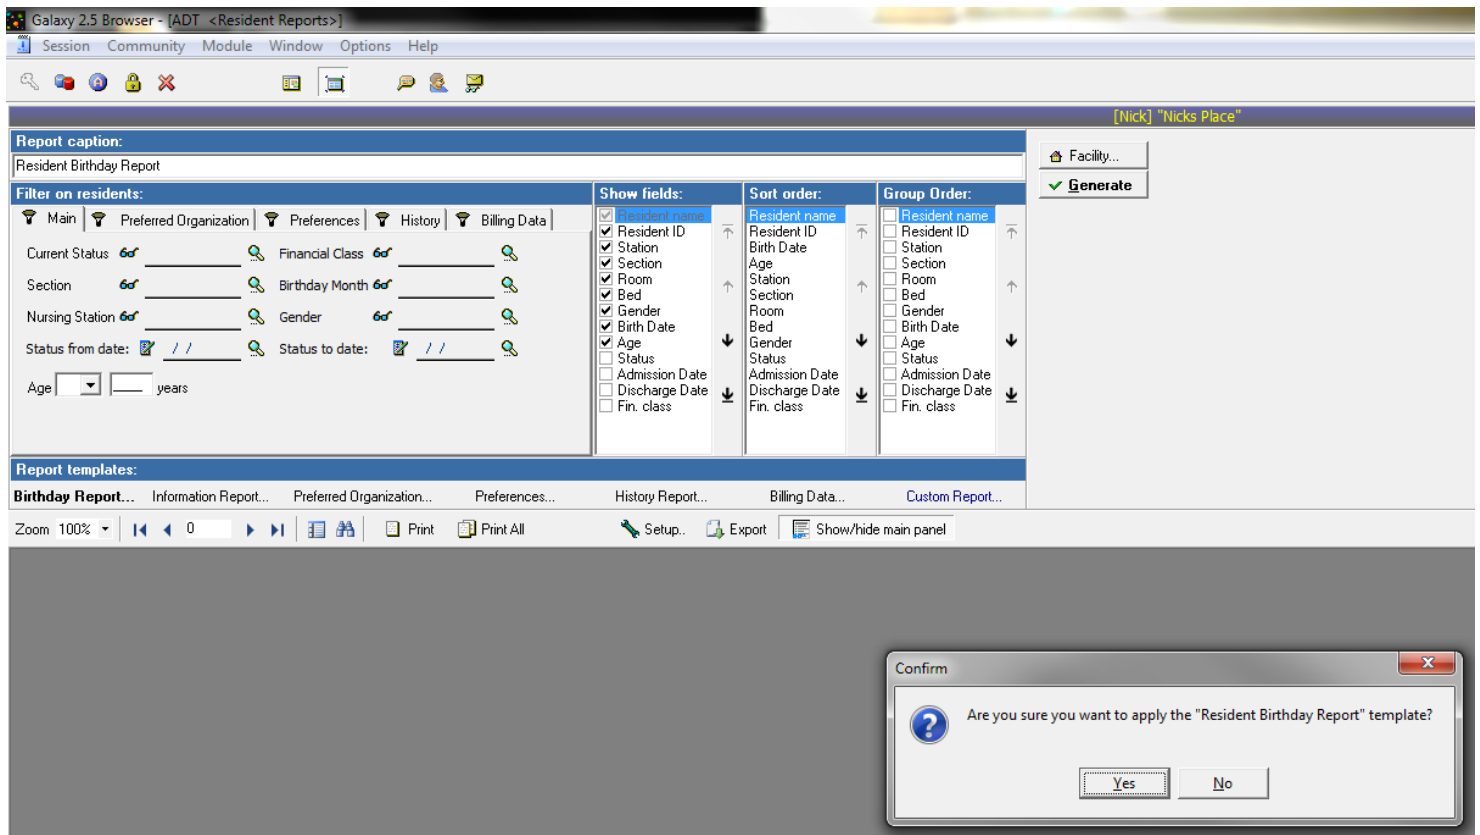 Galaxy 2.5 Browser - [ADT <Resident Reports>]
Session Community Module Window Options Help
[Nick] "Nicks Place"
Report caption:
Resident Birthday Report
Facility...
Generate
Filter on residents:
Main Preferred Organization Preferences History Billing Data
Current Status Financial Class
Section Birthday Month
Nursing Station Gender
Status from date: / / Status to date: / /
Age years
Show fields:
Resident name
Resident ID
Station
Section
Room
Bed
Gender
Birth Date
Age
Status
Admission Date
Discharge Date
Fin. class
Sort order:
Resident name
Resident ID
Birth Date
Age
Station
Section
Room
Bed
Gender
Status
Admission Date
Discharge Date
Fin. class
Group Order:
Resident name
Resident ID
Station
Section
Room
Bed
Gender
Birth Date
Age
Status
Admission Date
Discharge Date
Fin. class
Report templates:
Birthday Report... Information Report... Preferred Organization... Preferences... History Report... Billing Data... Custom Report...
Zoom 100% 0 Print Print All Setup.. Export Show/hide main panel
Confirm
Are you sure you want to apply the "Resident Birthday Report" template?
Yes No